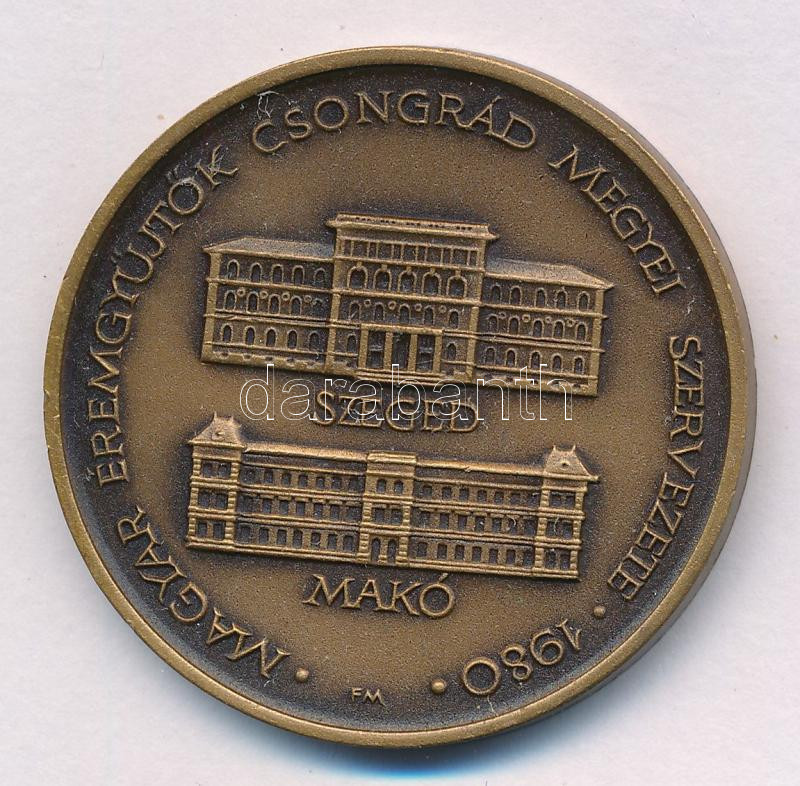 MAGYAR ÉREMGYŰJTŐK CSONGRÁD MEGYEI SZERVEZETE · 1980 ·
SZEGED
darabanth
MAKÓ
FM